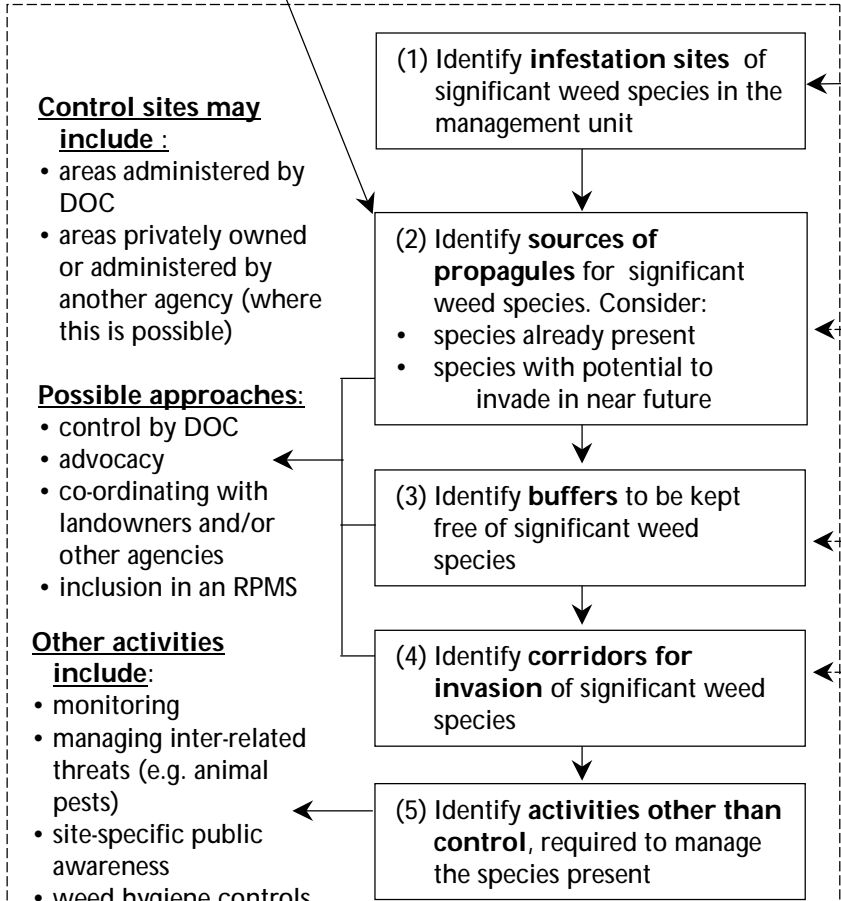 Control sites may
include :
• areas administered by
DOC
• areas privately owned
or administered by
another agency (where
this is possible)
Possible approaches:
• control by DOC
• advocacy
• co-ordinating with
landowners and/or
other agencies
• inclusion in an RPMS
Other activities
include:
• monitoring
• managing inter-related
threats (e.g. animal
pests)
• site-specific public
awareness
• weed hygiene controls
(1) Identify infestation sites of
significant weed species in the
management unit
(2) Identify sources of
propagules for significant
weed species. Consider:
• species already present
• species with potential to
invade in near future
(3) Identify buffers to be kept
free of significant weed
species
(4) Identify corridors for
invasion of significant weed
species
(5) Identify activities other than
control, required to manage
the species present